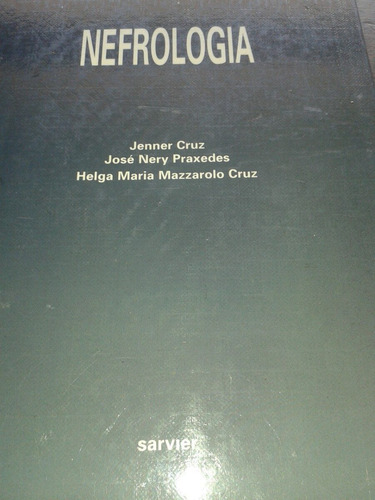 NEFROLOGIA
Jenner Cruz
José Nery Praxedes
Helga Maria Mazzarolo Cruz
sarvier